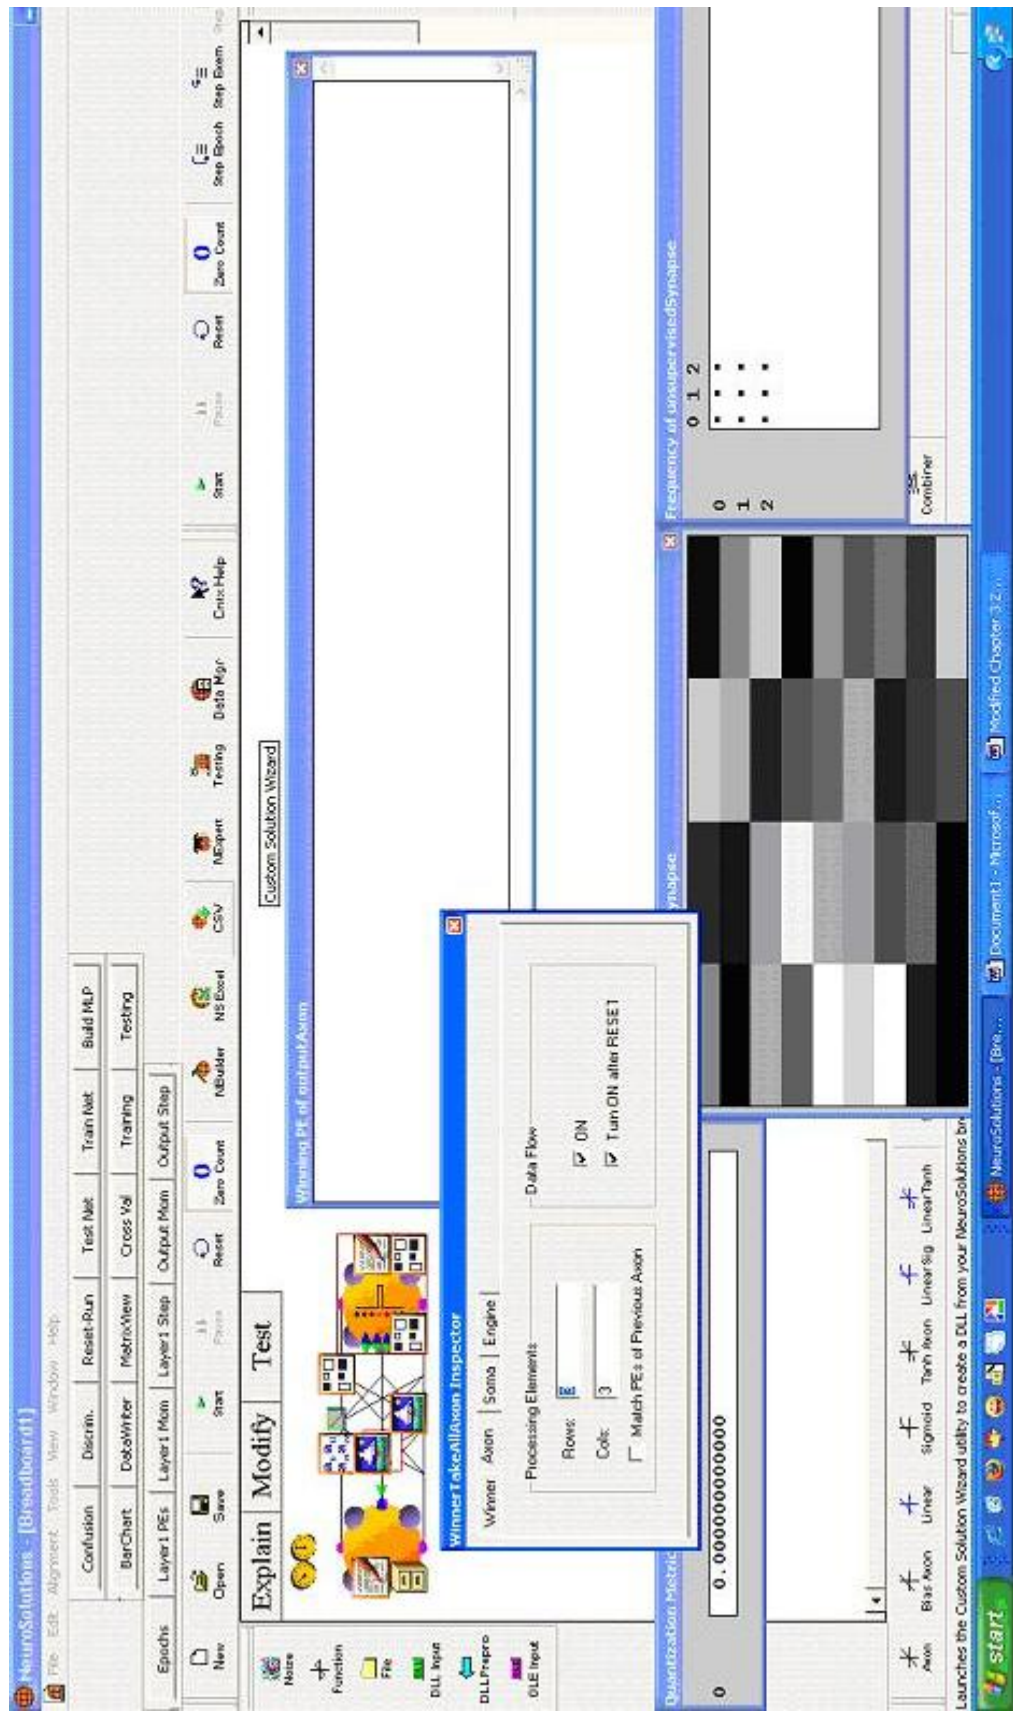 NeuroSolutions - [Breadboard1]
File Edit Alignment Tools View Window Help
Confusion Discrim. Reset-Run Test Net Train Net Build MLP
BarChart DataWriter MatrixView Cross Val Training Testing
Epochs Layer1 PEs Layer1 Mom Layer1 Step Output Mom Output Step
New Open Save Start Pause Reset Zero Count NBuilder NS Excel CSV NExpert Testing Data Mgr Cntx Help Start Pause Reset Zero Count Step Epoch Step Exem
Custom Solution Wizard
Explain Modify Test
Noise
Function
File
DLL Input
DLLPrepro
OLE Input
Winning PE of outputAxon
WinnerTakeAllAxon Inspector
Winner Axon Soma Engine
Processing Elements
Rows:
Cols: 3
Match PEs of Previous Axon
Data Flow
ON
Turn ON after RESET
Quantization Metric
0 0.000000000000
ynapse
Frequency of unsupervisedSynapse
0 1 2
0
1
2
Axon Bias Axon Linear Sigmoid Tanh Axon Linear Sig LinearTanh
Combiner
Launches the Custom Solution Wizard utility to create a DLL from your NeuroSolutions bre
start NeuroSolutions - [Bre... Document1 - Microsof... Modified Chapter 3.2...